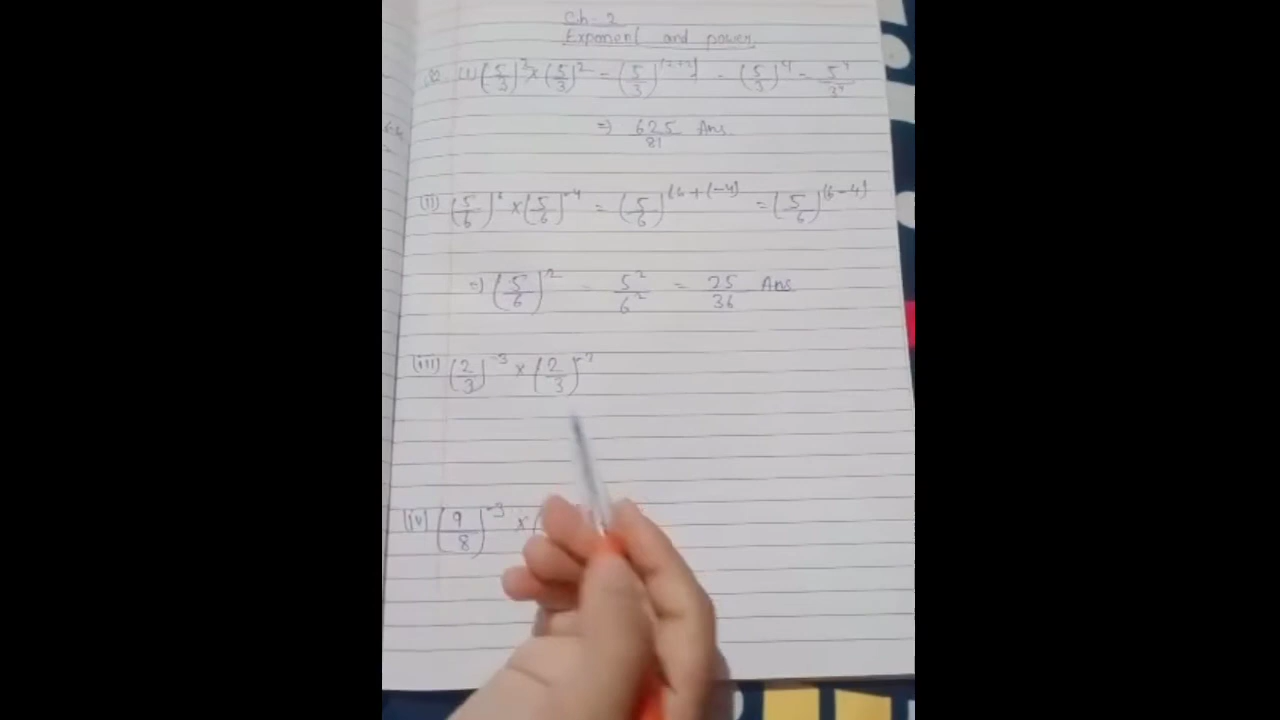 Ch-2
Exponent and power
(5/3)^2 × (5/3)^2 = (5/3)^(2+2) = (5/3)^4 = 5^4/3^4
⇒ 625/81 Ans
(ii) (5/6)^6 × (5/6)^-4 = (5/6)^(6+(-4) = (5/6)^(6-4)
⇒ (5/6)^2 = 5^2/6^2 = 25/36 Ans
(iii) (2/3)^-3 × (2/3)
(iv) (9/8)^-3 × (